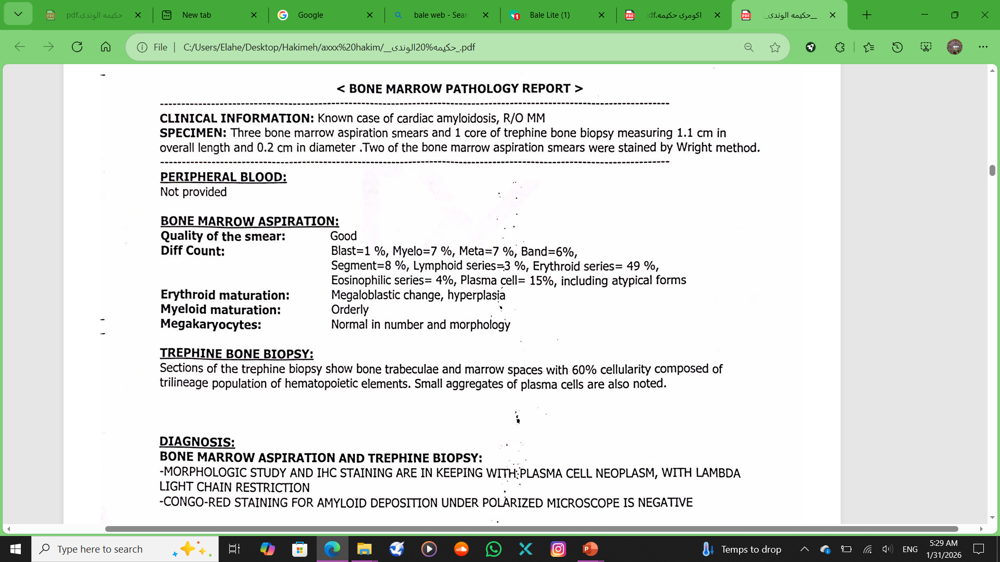 حکیمه الوندی.pdf
New tab
Google
bale web - Sear
Bale Lite (1)
اکومری حکیمه.pdf
__حکیمه الوندی_
File
C:/Users/Elahe/Desktop/Hakimeh/axxx%20hakim/__حکیمه%20الوندی_.pdf
< BONE MARROW PATHOLOGY REPORT >
CLINICAL INFORMATION: Known case of cardiac amyloidosis, R/O MM
SPECIMEN: Three bone marrow aspiration smears and 1 core of trephine bone biopsy measuring 1.1 cm in
overall length and 0.2 cm in diameter .Two of the bone marrow aspiration smears were stained by Wright method.
PERIPHERAL BLOOD:
Not provided
BONE MARROW ASPIRATION:
Quality of the smear: Good
Diff Count: Blast=1 %, Myelo=7 %, Meta=7 %, Band=6%,
Segment=8 %, Lymphoid series=3 %, Erythroid series= 49 %,
Eosinophilic series= 4%, Plasma cell= 15%, including atypical forms
Erythroid maturation: Megaloblastic change, hyperplasia
Myeloid maturation: Orderly
Megakaryocytes: Normal in number and morphology
TREPHINE BONE BIOPSY:
Sections of the trephine biopsy show bone trabeculae and marrow spaces with 60% cellularity composed of
trilineage population of hematopoietic elements. Small aggregates of plasma cells are also noted.
DIAGNOSIS:
BONE MARROW ASPIRATION AND TREPHINE BIOPSY:
-MORPHOLOGIC STUDY AND IHC STAINING ARE IN KEEPING WITH PLASMA CELL NEOPLASM, WITH LAMBDA
LIGHT CHAIN RESTRICTION
-CONGO-RED STAINING FOR AMYLOID DEPOSITION UNDER POLARIZED MICROSCOPE IS NEGATIVE
Type here to search
Temps to drop
ENG
5:29 AM
1/31/2026